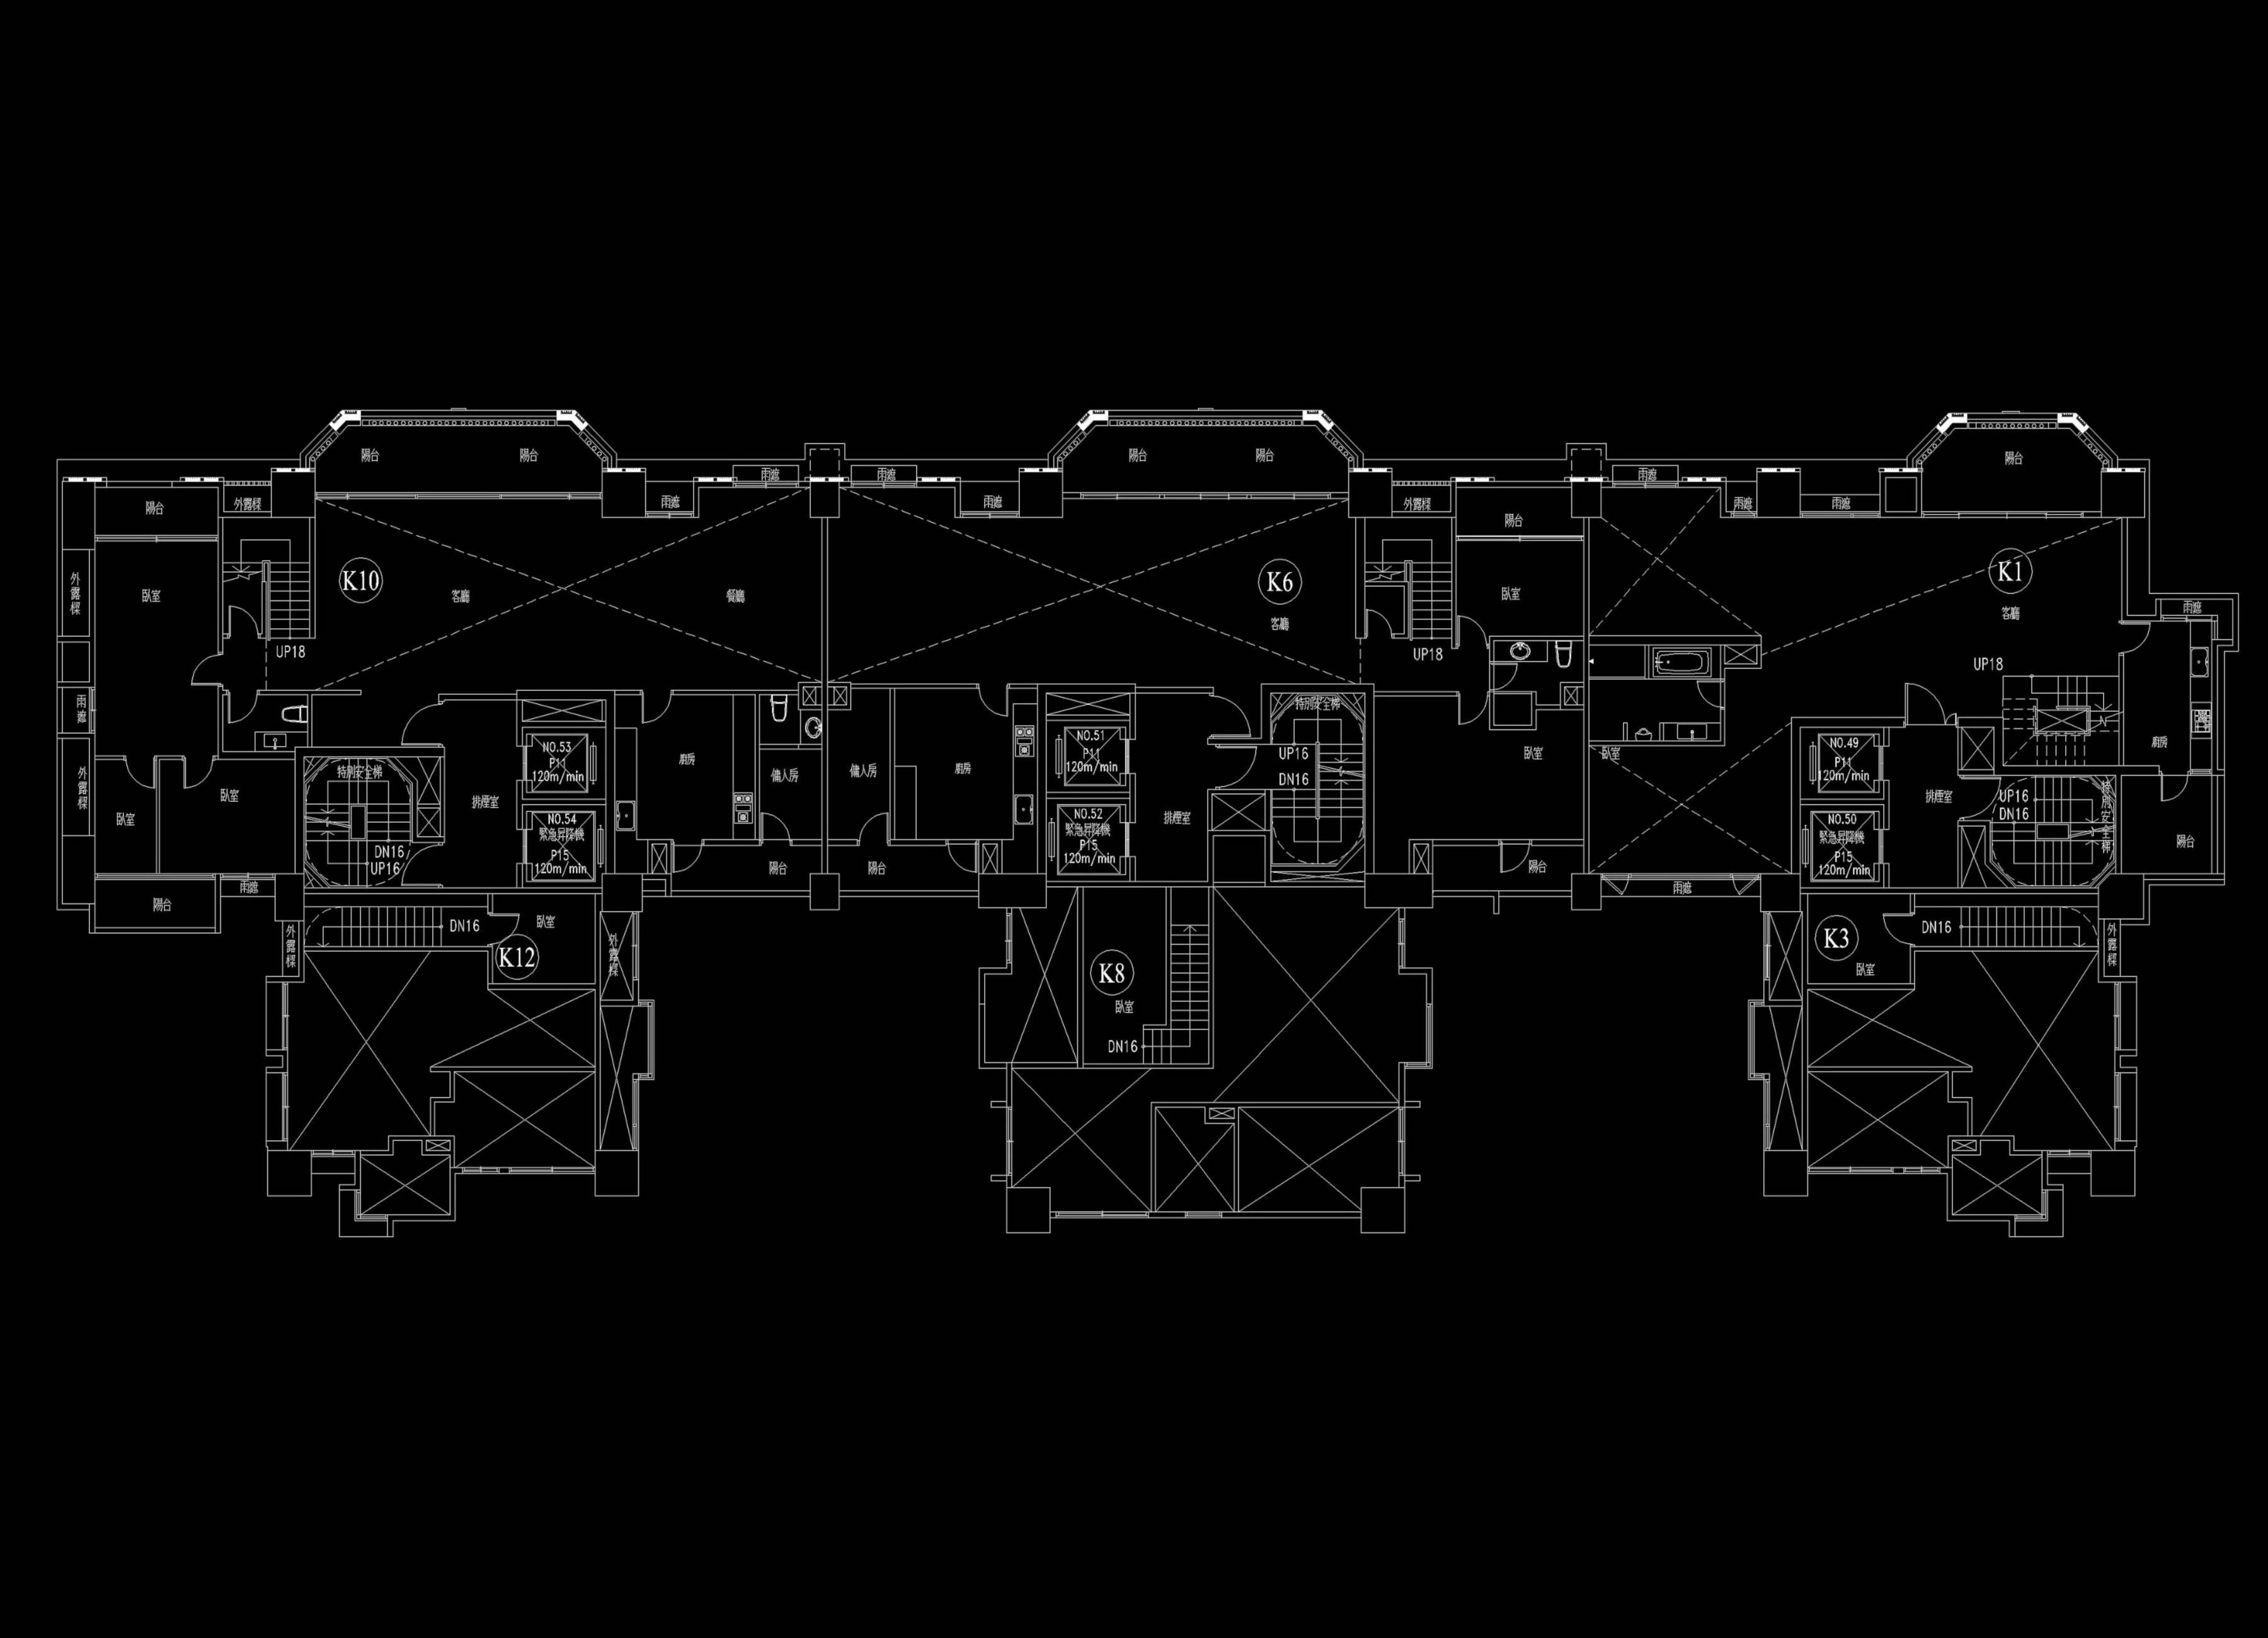 陽台
陽台
陽台
陽台
陽台
雨遮
雨遮
雨遮
雨遮
雨遮
雨遮
雨遮
陽台
外露樑
外露樑
陽台
外露樑
臥室
K10
客廳
餐廳
K6
客廳
臥室
K1
客廳
雨遮
UP18
UP18
UP18
雨遮
特別安全梯
NO.53
P11
120m/min
廚房
傭人房
傭人房
廚房
NO.51
P11
120m/min
特別安全梯
UP16
DN16
臥室
臥室
NO.49
P11
120m/min
廚房
外露樑
臥室
臥室
排煙室
排煙室
排煙室
UP16
DN16
特別安全梯
NO.54
緊急昇降機
P15
120m/min
NO.52
緊急昇降機
P15
120m/min
NO.50
緊急昇降機
P15
120m/min
DN16
UP16
陽台
陽台
陽台
陽台
雨遮
雨遮
陽台
外露樑
DN16
臥室
K12
外露樑
K8
臥室
DN16
K3
臥室
DN16
外露樑